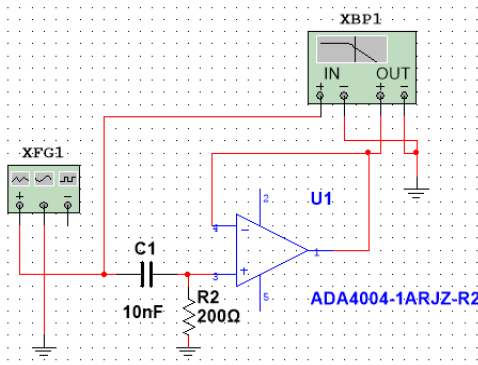 XBP1
IN OUT
+ − + −
XFG1
+ −
2
U1
4
−
1
C1
+
3
5
R2
10nF
200Ω
ADA4004-1ARJZ-R2